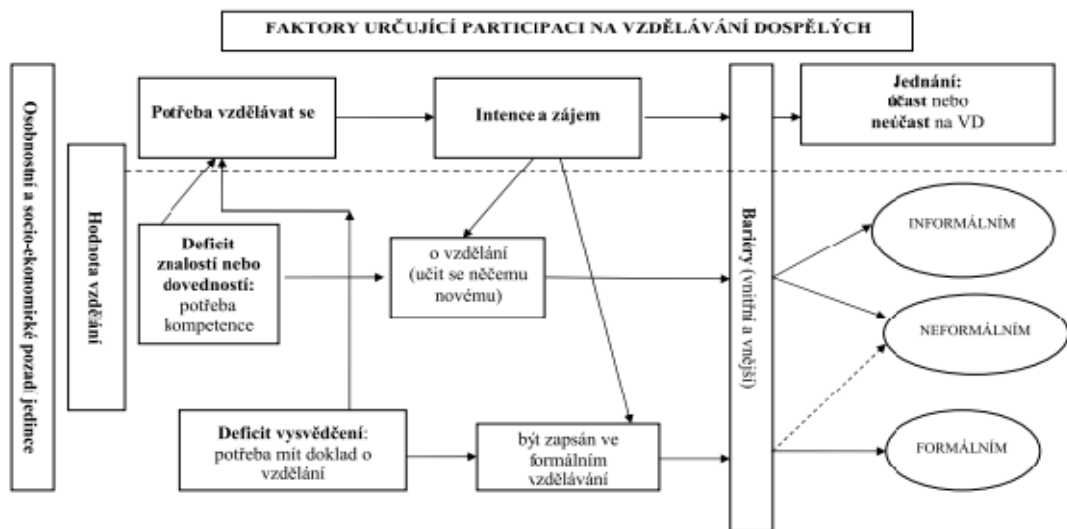 FAKTORY URČUJÍCÍ PARTICIPACI NA VZDĚLÁVÁNÍ DOSPĚLÝCH
Osobnostní a socio-ekonomické pozadí jedince
Hodnota vzdělání
Potřeba vzdělávat se
Intence a zájem
Jednání:
účast nebo
neúčast na VD
Deficit
znalostí nebo
dovedností:
potřeba
kompetence
o vzdělání
(učit se něčemu
novému)
Bariéry (vnitřní a vnější)
INFORMÁLNÍM
NEFORMÁLNÍM
Deficit vysvědčení:
potřeba mít doklad o
vzdělání
být zapsán ve
formálním
vzdělávání
FORMÁLNÍM